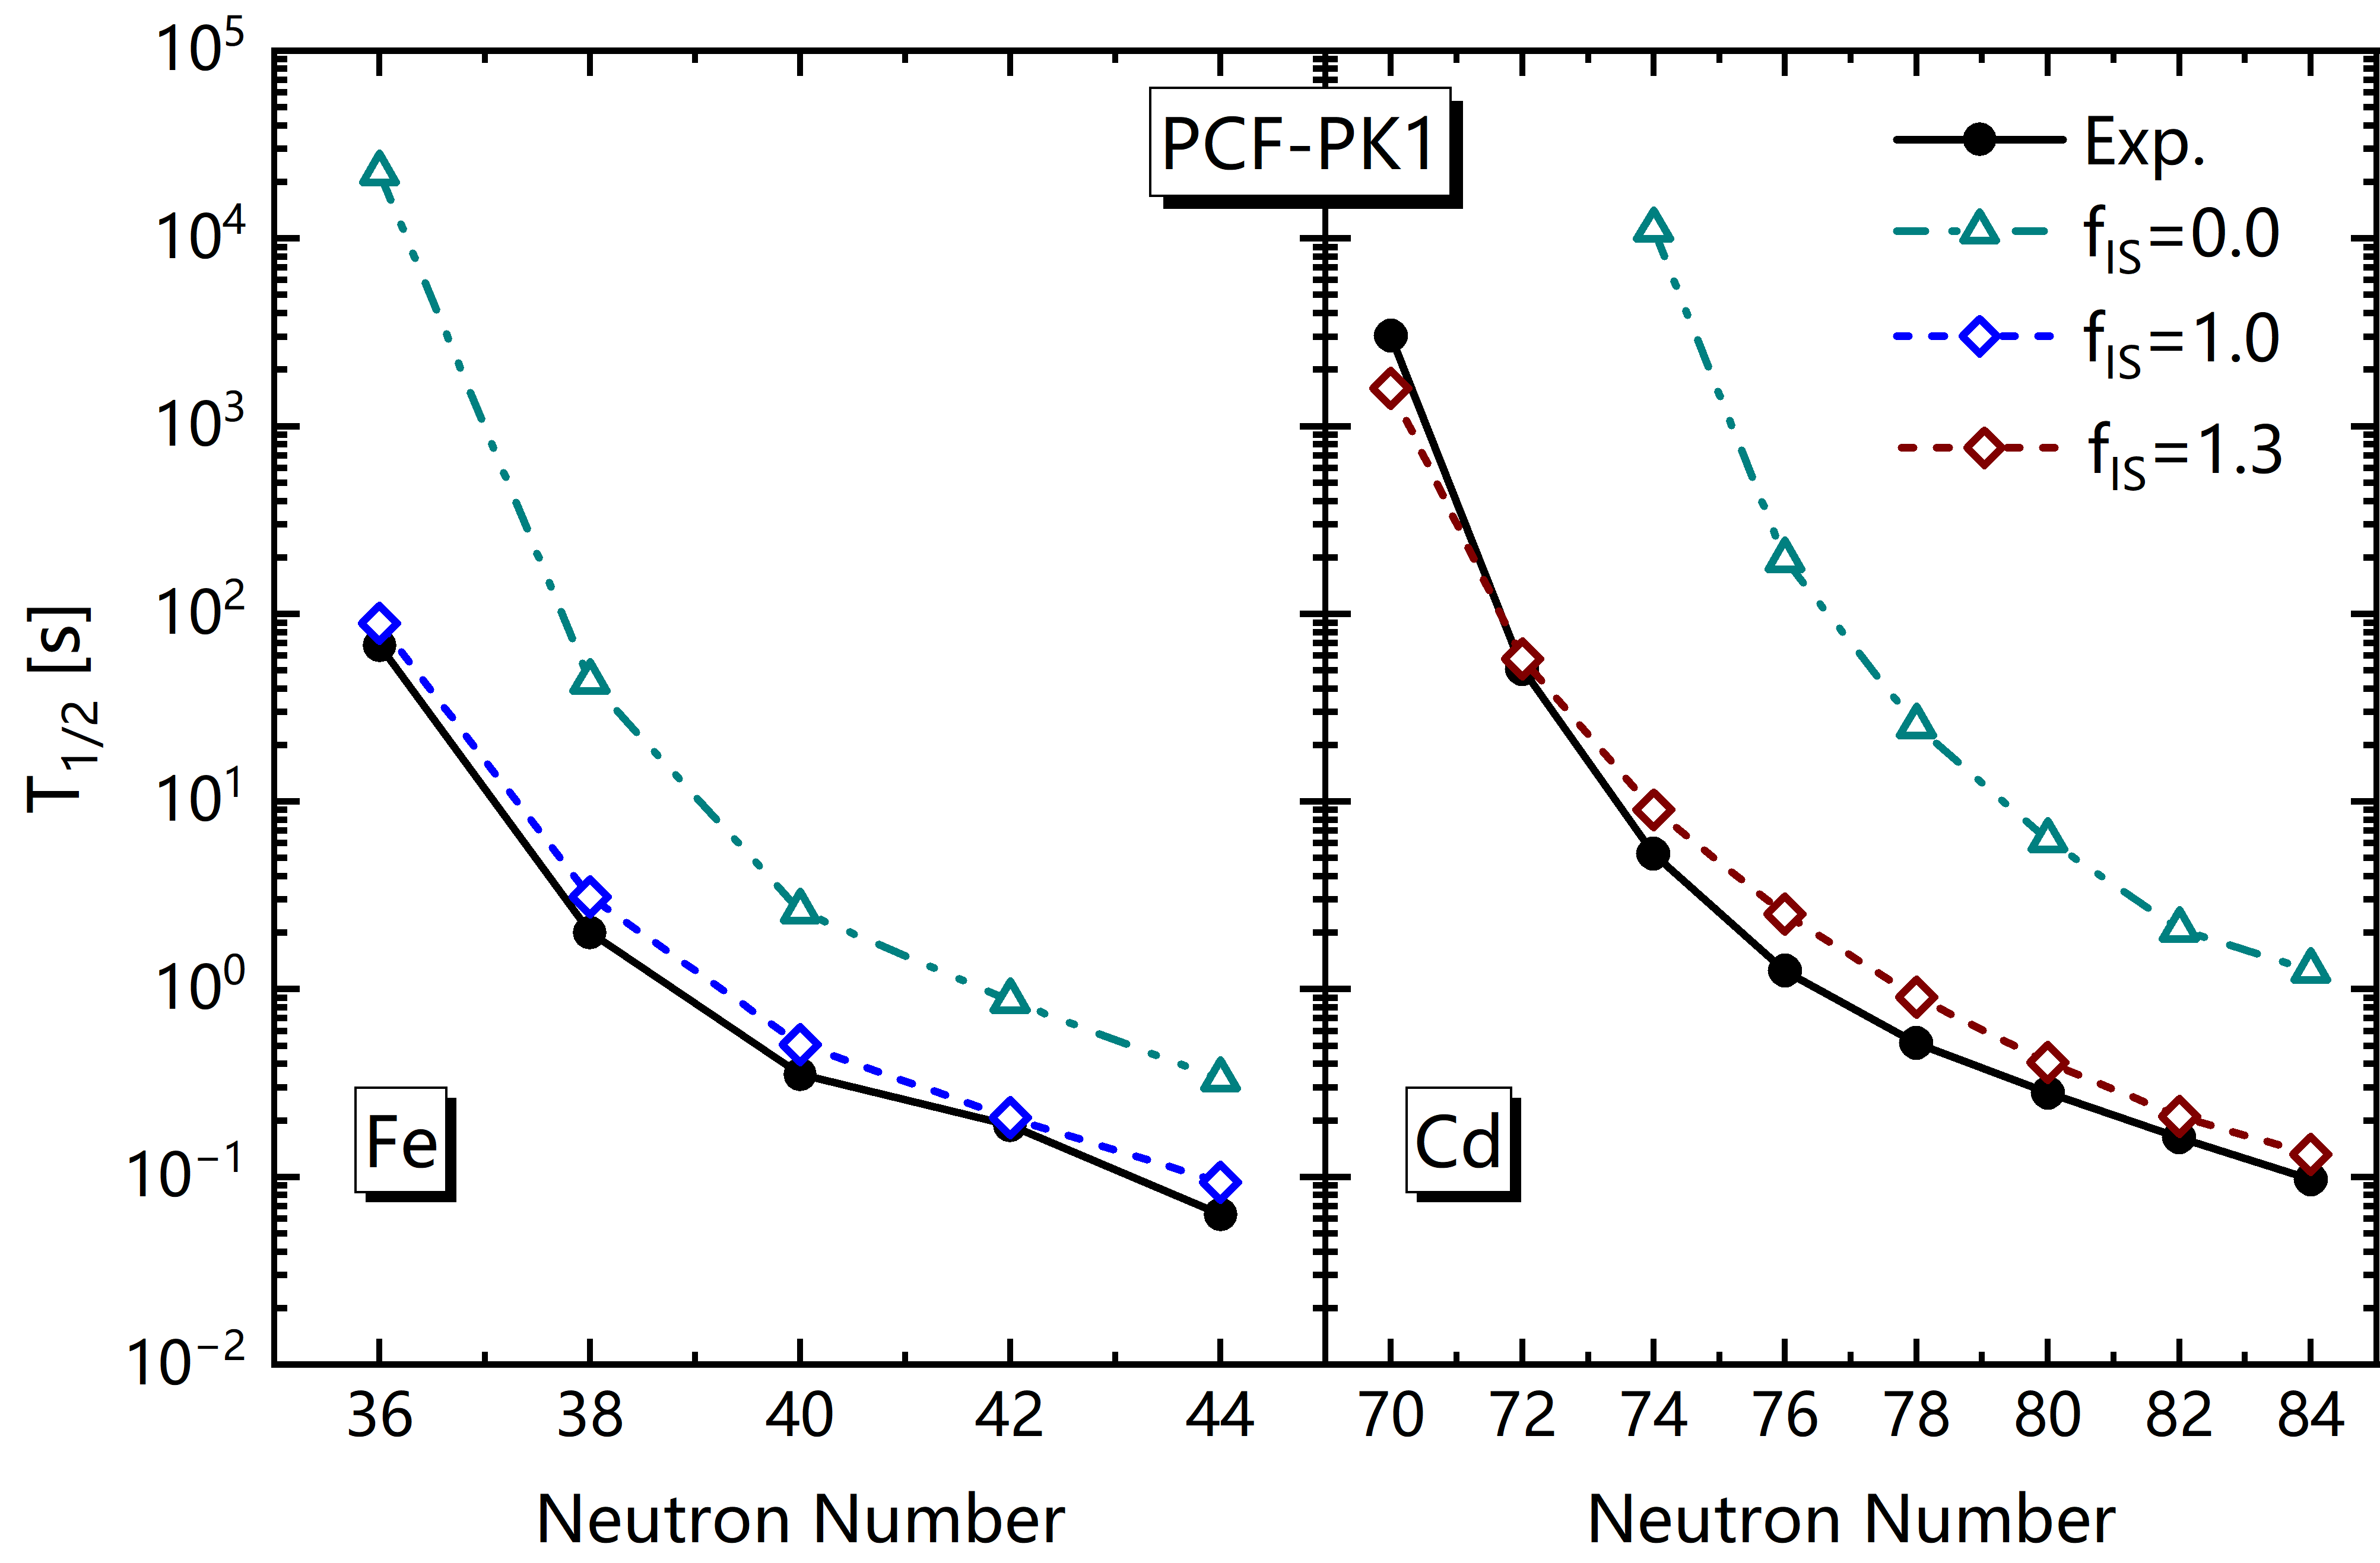 PCF-PK1
Exp.
f_IS=0.0
f_IS=1.0
f_IS=1.3
T_1/2 [s]
10^5
10^4
10^3
10^2
10^1
10^0
10^−1
10^−2
Fe
Cd
36 38 40 42 44 70 72 74 76 78 80 82 84
Neutron Number Neutron Number